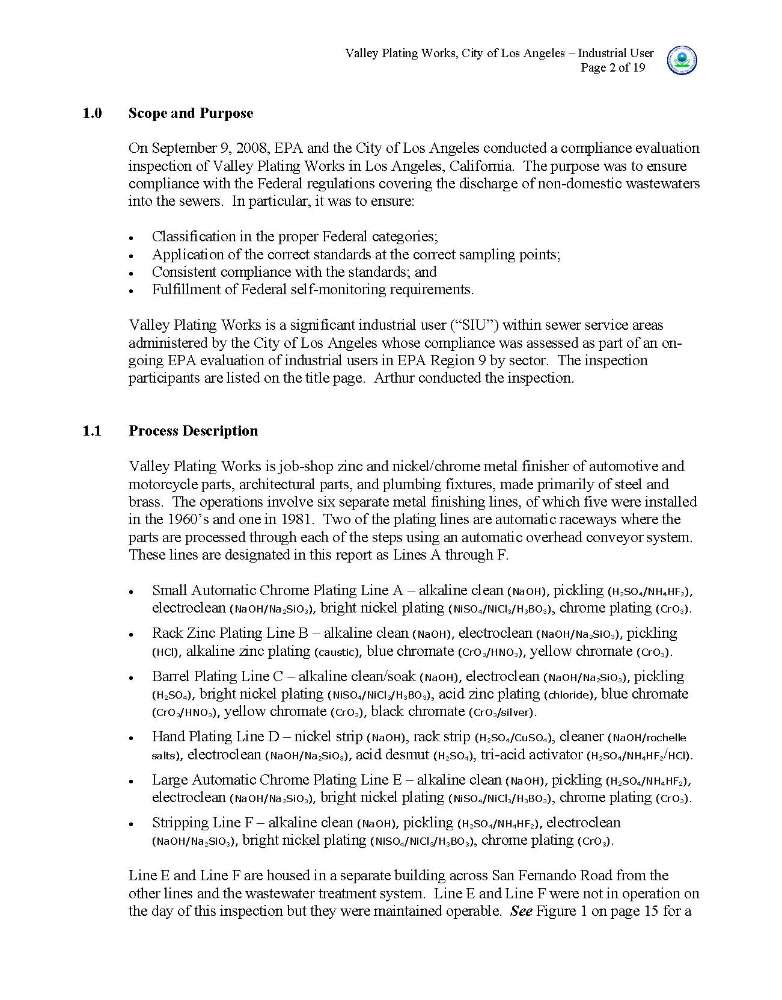 Valley Plating Works, City of Los Angeles – Industrial User
Page 2 of 19
1.0 Scope and Purpose
On September 9, 2008, EPA and the City of Los Angeles conducted a compliance evaluation
inspection of Valley Plating Works in Los Angeles, California.  The purpose was to ensure
compliance with the Federal regulations covering the discharge of non-domestic wastewaters
into the sewers.  In particular, it was to ensure:
• Classification in the proper Federal categories;
• Application of the correct standards at the correct sampling points;
• Consistent compliance with the standards; and
• Fulfillment of Federal self-monitoring requirements.
Valley Plating Works is a significant industrial user (“SIU”) within sewer service areas
administered by the City of Los Angeles whose compliance was assessed as part of an on-
going EPA evaluation of industrial users in EPA Region 9 by sector.  The inspection
participants are listed on the title page.  Arthur conducted the inspection.
1.1 Process Description
Valley Plating Works is job-shop zinc and nickel/chrome metal finisher of automotive and
motorcycle parts, architectural parts, and plumbing fixtures, made primarily of steel and
brass.  The operations involve six separate metal finishing lines, of which five were installed
in the 1960’s and one in 1981.  Two of the plating lines are automatic raceways where the
parts are processed through each of the steps using an automatic overhead conveyor system.
These lines are designated in this report as Lines A through F.
• Small Automatic Chrome Plating Line A – alkaline clean (NaOH), pickling (H₂SO₄/NH₄HF₂),
electroclean (NaOH/Na₂SiO₃), bright nickel plating (NiSO₄/NiCl₃/H₃BO₃), chrome plating (CrO₃).
• Rack Zinc Plating Line B – alkaline clean (NaOH), electroclean (NaOH/Na₂SiO₃), pickling
(HCl), alkaline zinc plating (caustic), blue chromate (CrO₃/HNO₃), yellow chromate (CrO₃).
• Barrel Plating Line C – alkaline clean/soak (NaOH), electroclean (NaOH/Na₂SiO₃), pickling
(H₂SO₄), bright nickel plating (NiSO₄/NiCl₃/H₃BO₃), acid zinc plating (chloride), blue chromate
(CrO₃/HNO₃), yellow chromate (CrO₃), black chromate (CrO₃/silver).
• Hand Plating Line D – nickel strip (NaOH), rack strip (H₂SO₄/CuSO₄), cleaner (NaOH/rochelle
salts), electroclean (NaOH/Na₂SiO₃), acid desmut (H₂SO₄), tri-acid activator (H₂SO₄/NH₄HF₂/HCl).
• Large Automatic Chrome Plating Line E – alkaline clean (NaOH), pickling (H₂SO₄/NH₄HF₂),
electroclean (NaOH/Na₂SiO₃), bright nickel plating (NiSO₄/NiCl₃/H₃BO₃), chrome plating (CrO₃).
• Stripping Line F – alkaline clean (NaOH), pickling (H₂SO₄/NH₄HF₂), electroclean
(NaOH/Na₂SiO₃), bright nickel plating (NiSO₄/NiCl₃/H₃BO₃), chrome plating (CrO₃).
Line E and Line F are housed in a separate building across San Fernando Road from the
other lines and the wastewater treatment system.  Line E and Line F were not in operation on
the day of this inspection but they were maintained operable.  See Figure 1 on page 15 for a